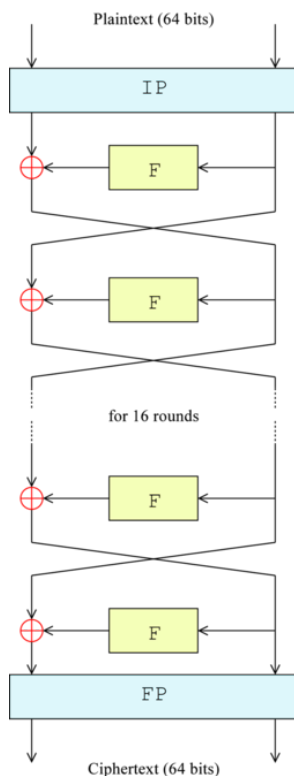 Plaintext (64 bits)
IP
F
F
for 16 rounds
F
F
FP
Ciphertext (64 bits)